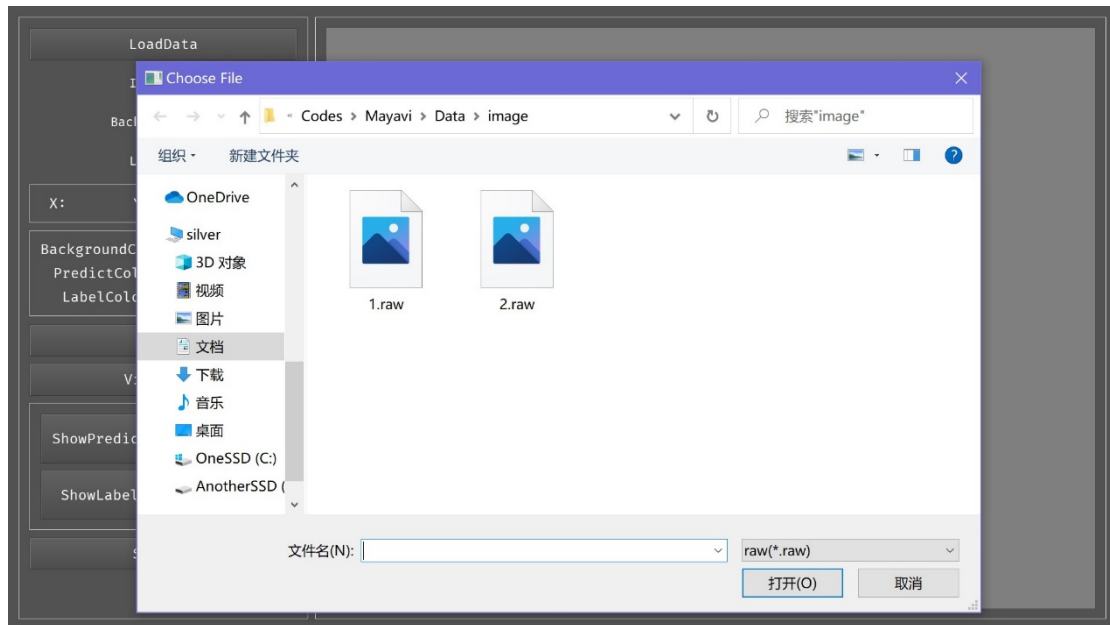 LoadData
Choose File
« Codes > Mayavi > Data > image
搜索"image"
组织
新建文件夹
OneDrive
silver
3D 对象
视频
图片
文档
下载
音乐
桌面
OneSSD (C:)
AnotherSSD (
1.raw
2.raw
X:
BackgroundC
PredictCol
LabelColo
ShowPredic
ShowLabel
文件名(N):
raw(*.raw)
打开(O)
取消